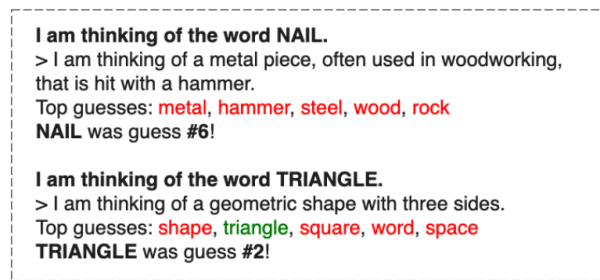 I am thinking of the word NAIL.
> I am thinking of a metal piece, often used in woodworking,
that is hit with a hammer.
Top guesses: metal, hammer, steel, wood, rock
NAIL was guess #6!
I am thinking of the word TRIANGLE.
> I am thinking of a geometric shape with three sides.
Top guesses: shape, triangle, square, word, space
TRIANGLE was guess #2!